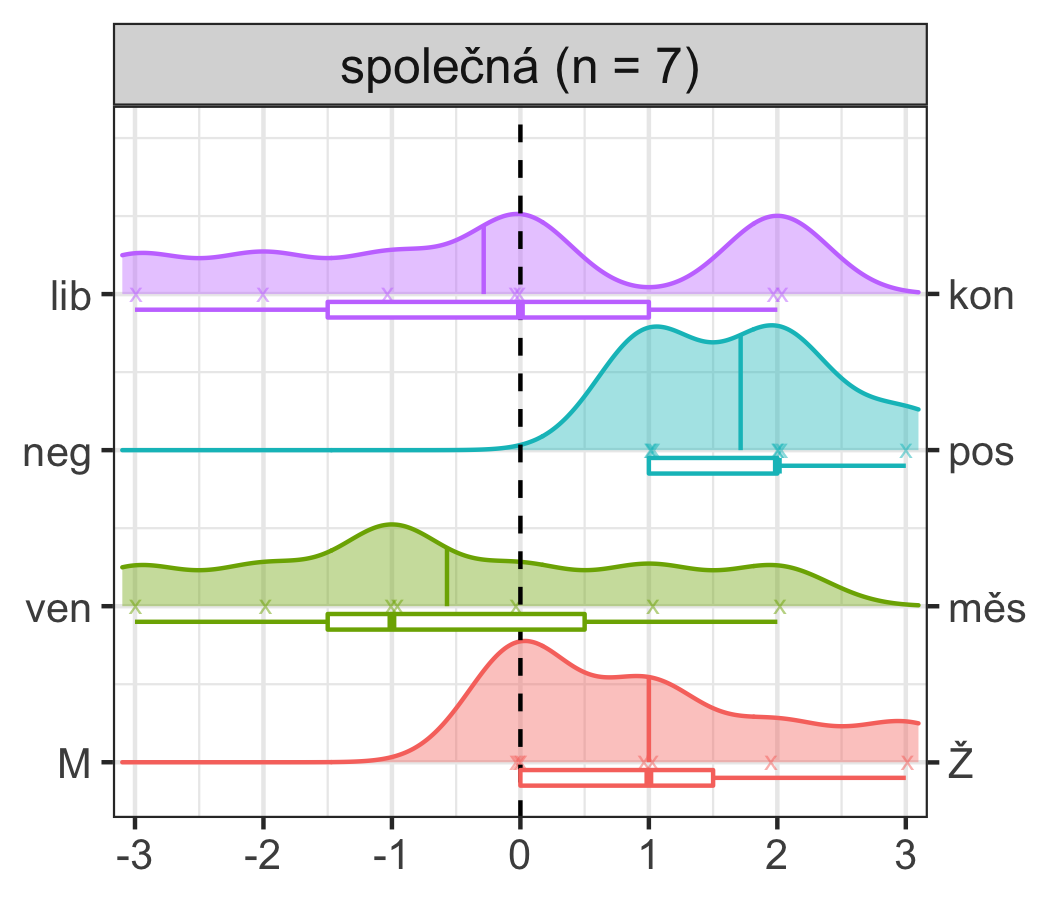 společná (n = 7)
lib kon
neg pos
ven měs
M Ž
-3 -2 -1 0 1 2 3